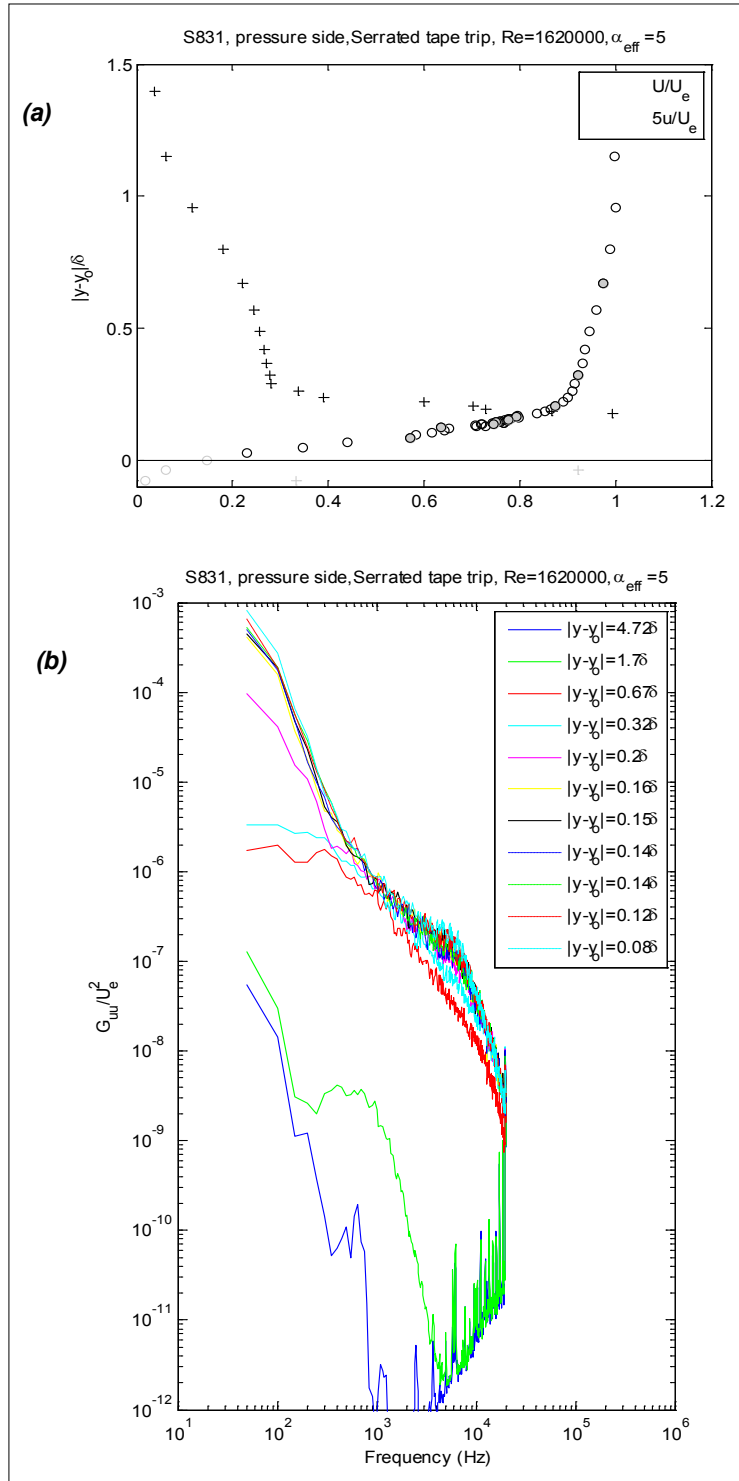 S831, pressure side,Serrated tape trip, Re=1620000,α_eff =5
(a)
1.5
1
0.5
0
|y-y_o|/δ
U/U_e
5u/U_e
0 0.2 0.4 0.6 0.8 1 1.2
S831, pressure side,Serrated tape trip, Re=1620000,α_eff =5
(b)
10^-3
10^-4
10^-5
10^-6
10^-7
10^-8
10^-9
10^-10
10^-11
10^-12
G_uu/U_e^2
|y-y_o|=4.72δ
|y-y_o|=1.7δ
|y-y_o|=0.67δ
|y-y_o|=0.32δ
|y-y_o|=0.2δ
|y-y_o|=0.16δ
|y-y_o|=0.15δ
|y-y_o|=0.14δ
|y-y_o|=0.14δ
|y-y_o|=0.12δ
|y-y_o|=0.08δ
10^1 10^2 10^3 10^4 10^5 10^6
Frequency (Hz)